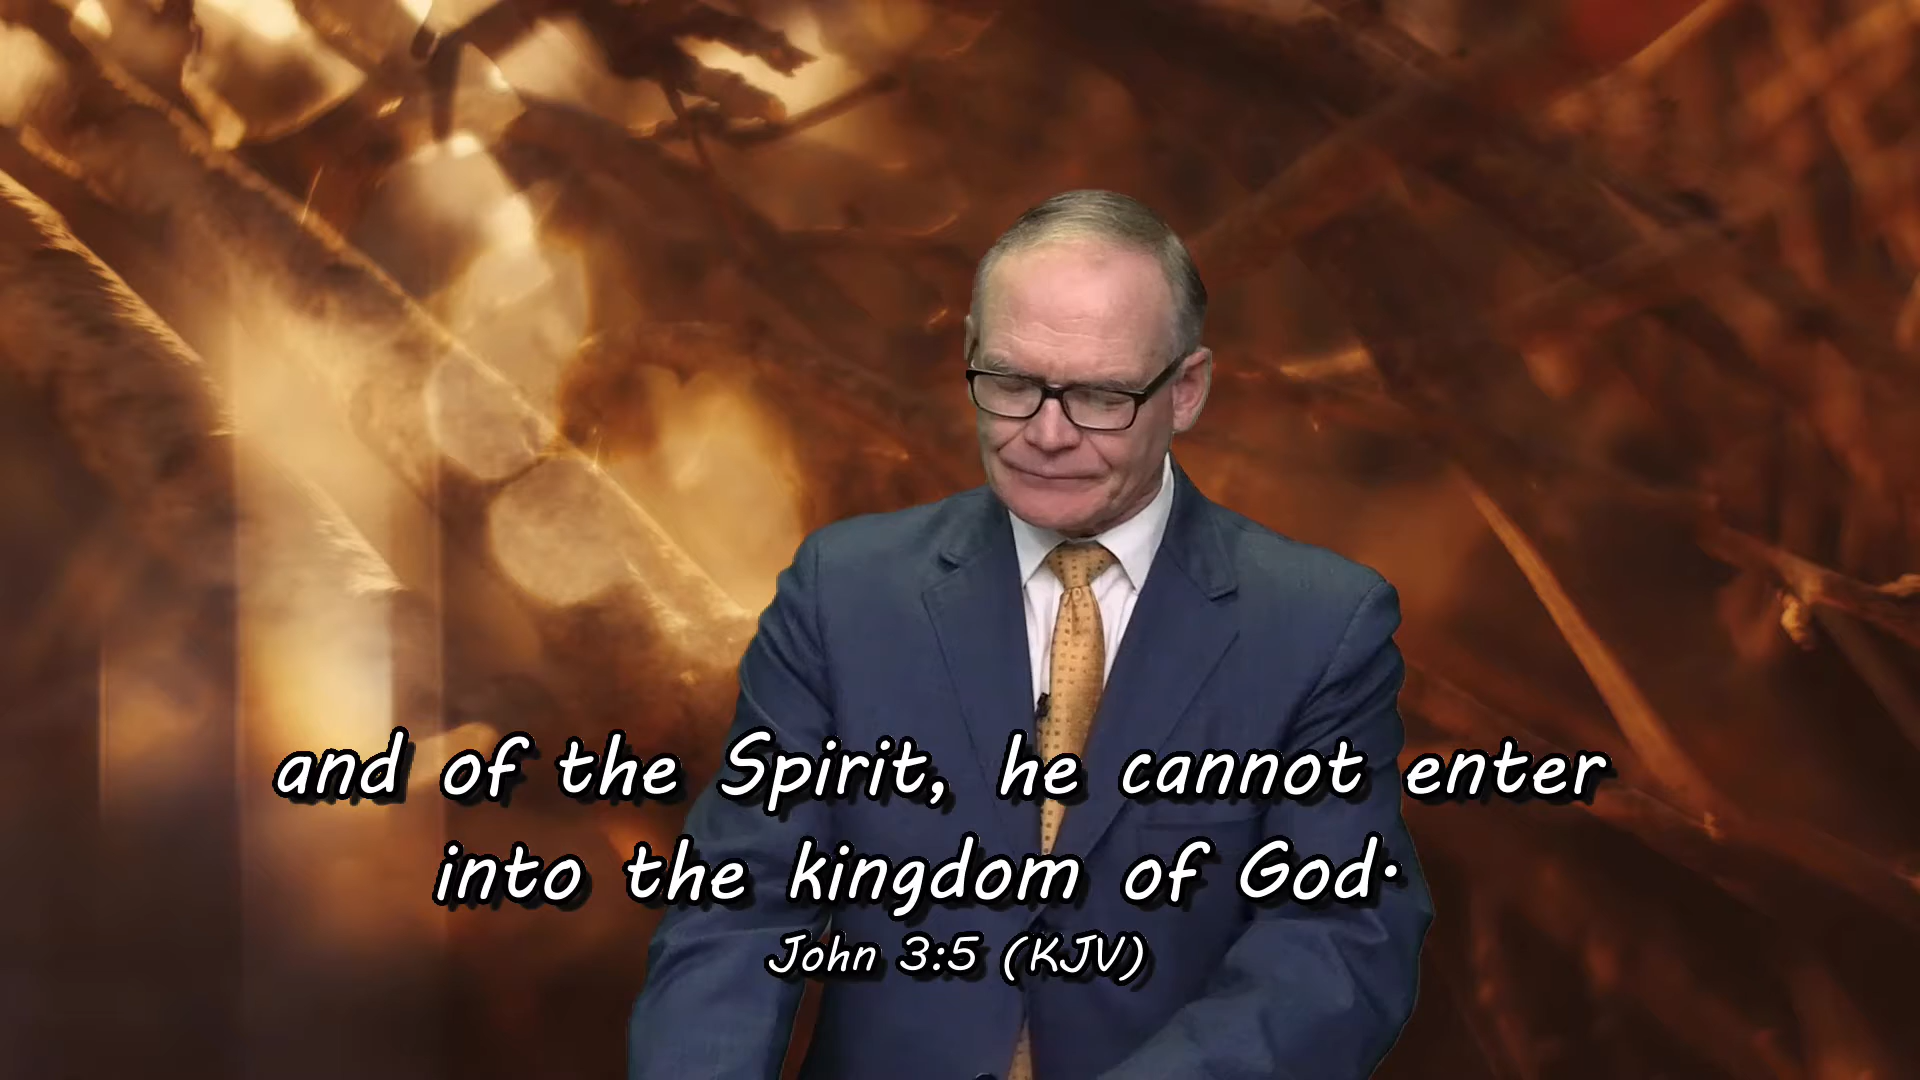 and of the Spirit, he cannot enter
into the kingdom of God.
John 3:5 (KJV)